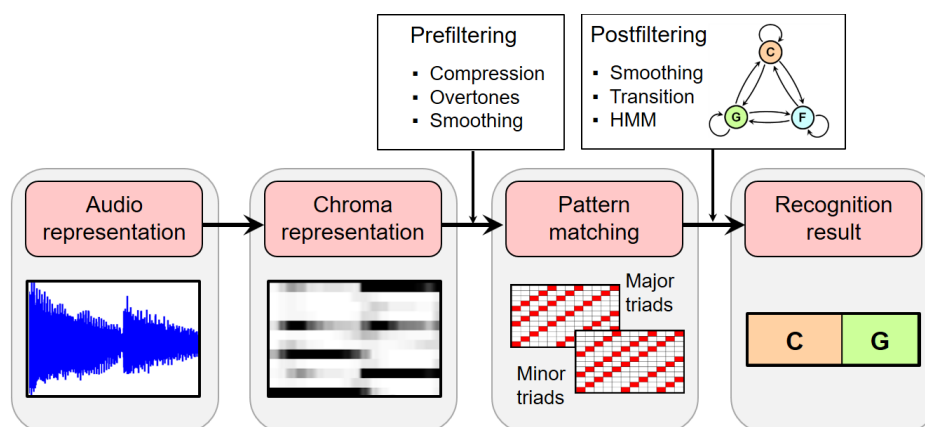 Prefiltering
▪ Compression
▪ Overtones
▪ Smoothing
Postfiltering
▪ Smoothing
▪ Transition
▪ HMM
C
G
F
Audio
representation
Chroma
representation
Pattern
matching
Recognition
result
Major
triads
Minor
triads
C
G